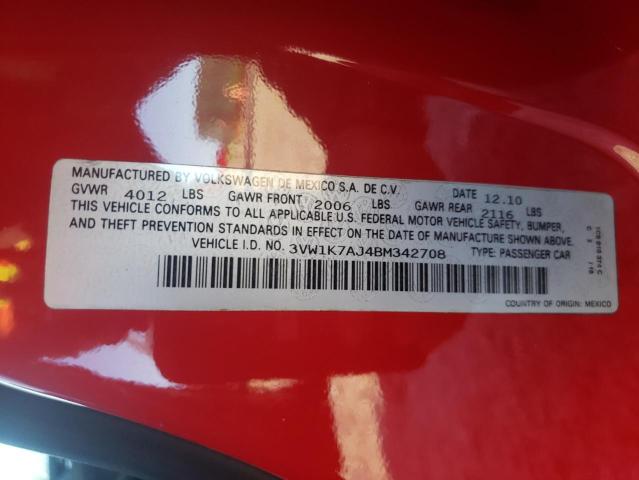 MANUFACTURED BY VOLKSWAGEN DE MEXICO S.A. DE C.V. DATE 12.10
GVWR 4012 LBS GAWR FRONT 2006 LBS GAWR REAR 2116 LBS
THIS VEHICLE CONFORMS TO ALL APPLICABLE U.S. FEDERAL MOTOR VEHICLE SAFETY, BUMPER,
AND THEFT PREVENTION STANDARDS IN EFFECT ON THE DATE OF MANUFACTURE SHOWN ABOVE.
VEHICLE I.D. NO. 3VW1K7AJ4BM342708 TYPE: PASSENGER CAR
COUNTRY OF ORIGIN: MEXICO